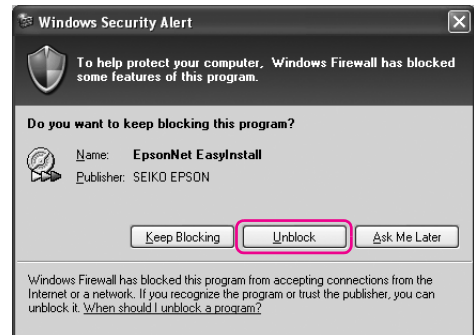 Windows Security Alert
To help protect your computer, Windows Firewall has blocked
some features of this program.
Do you want to keep blocking this program?
Name: EpsonNet EasyInstall
Publisher: SEIKO EPSON
Keep Blocking Unblock Ask Me Later
Windows Firewall has blocked this program from accepting connections from the
Internet or a network. If you recognize the program or trust the publisher, you can
unblock it. When should I unblock a program?